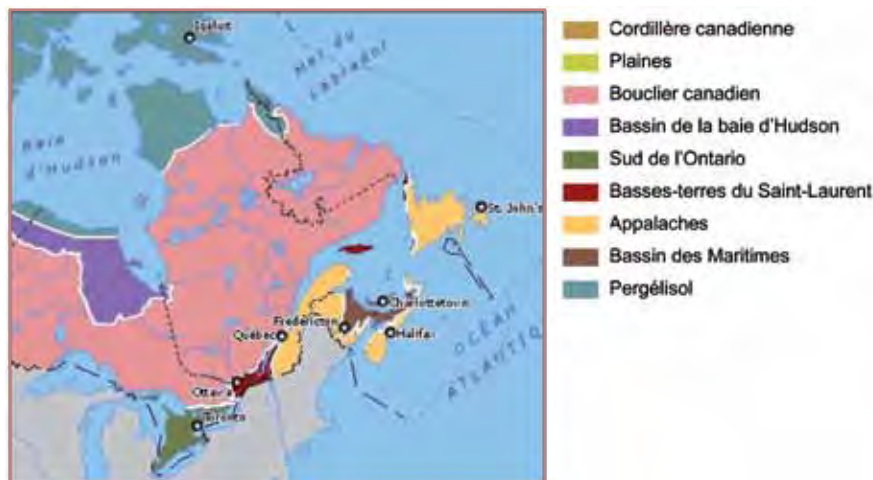 Iqaluit
Mer du
Labrador
Baie
d'Hudson
St. John's
Charlottetown
Fredericton
Halifax
Québec
Ottawa
Toronto
OCÉAN
ATLANTIQUE
Cordillère canadienne
Plaines
Bouclier canadien
Bassin de la baie d'Hudson
Sud de l'Ontario
Basses-terres du Saint-Laurent
Appalaches
Bassin des Maritimes
Pergélisol